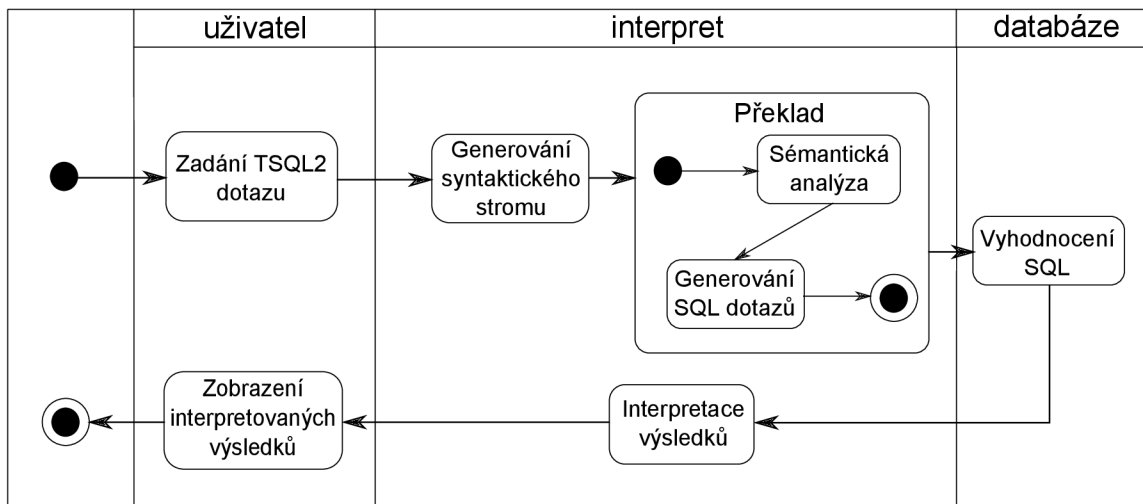 uživatel
interpret
databáze
Překlad
Zadání TSQL2
dotazu
Generování
syntaktického
stromu
Sémantická
analýza
Generování
SQL dotazů
Vyhodnocení
SQL
Zobrazení
interpretovaných
výsledků
Interpretace
výsledků